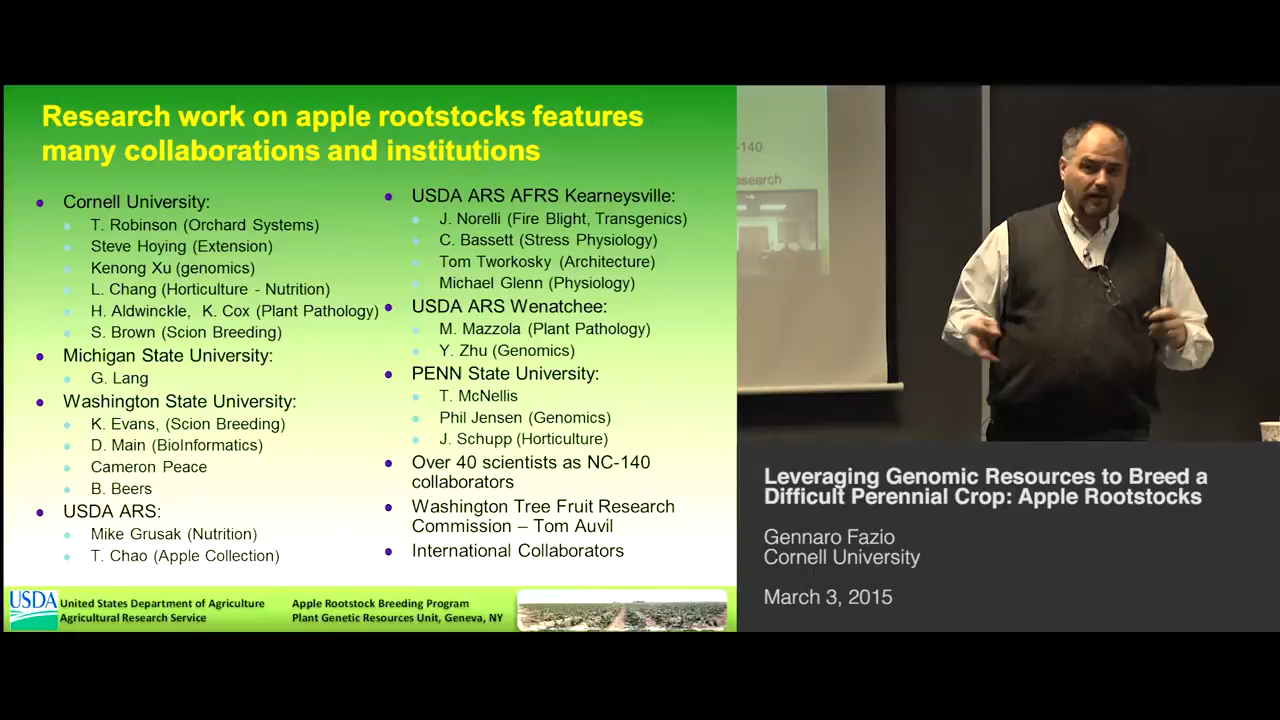 Research work on apple rootstocks features
many collaborations and institutions
Cornell University:
T. Robinson (Orchard Systems)
Steve Hoying (Extension)
Kenong Xu (genomics)
L. Chang (Horticulture - Nutrition)
H. Aldwinckle, K. Cox (Plant Pathology)
S. Brown (Scion Breeding)
Michigan State University:
G. Lang
Washington State University:
K. Evans, (Scion Breeding)
D. Main (BioInformatics)
Cameron Peace
B. Beers
USDA ARS:
Mike Grusak (Nutrition)
T. Chao (Apple Collection)
USDA ARS AFRS Kearneysville:
J. Norelli (Fire Blight, Transgenics)
C. Bassett (Stress Physiology)
Tom Tworkosky (Architecture)
Michael Glenn (Physiology)
USDA ARS Wenatchee:
M. Mazzola (Plant Pathology)
Y. Zhu (Genomics)
PENN State University:
T. McNellis
Phil Jensen (Genomics)
J. Schupp (Horticulture)
Over 40 scientists as NC-140
collaborators
Washington Tree Fruit Research
Commission – Tom Auvil
International Collaborators
USDA
United States Department of Agriculture
Agricultural Research Service
Apple Rootstock Breeding Program
Plant Genetic Resources Unit, Geneva, NY
-140
search
Leveraging Genomic Resources to Breed a
Difficult Perennial Crop: Apple Rootstocks
Gennaro Fazio
Cornell University
March 3, 2015